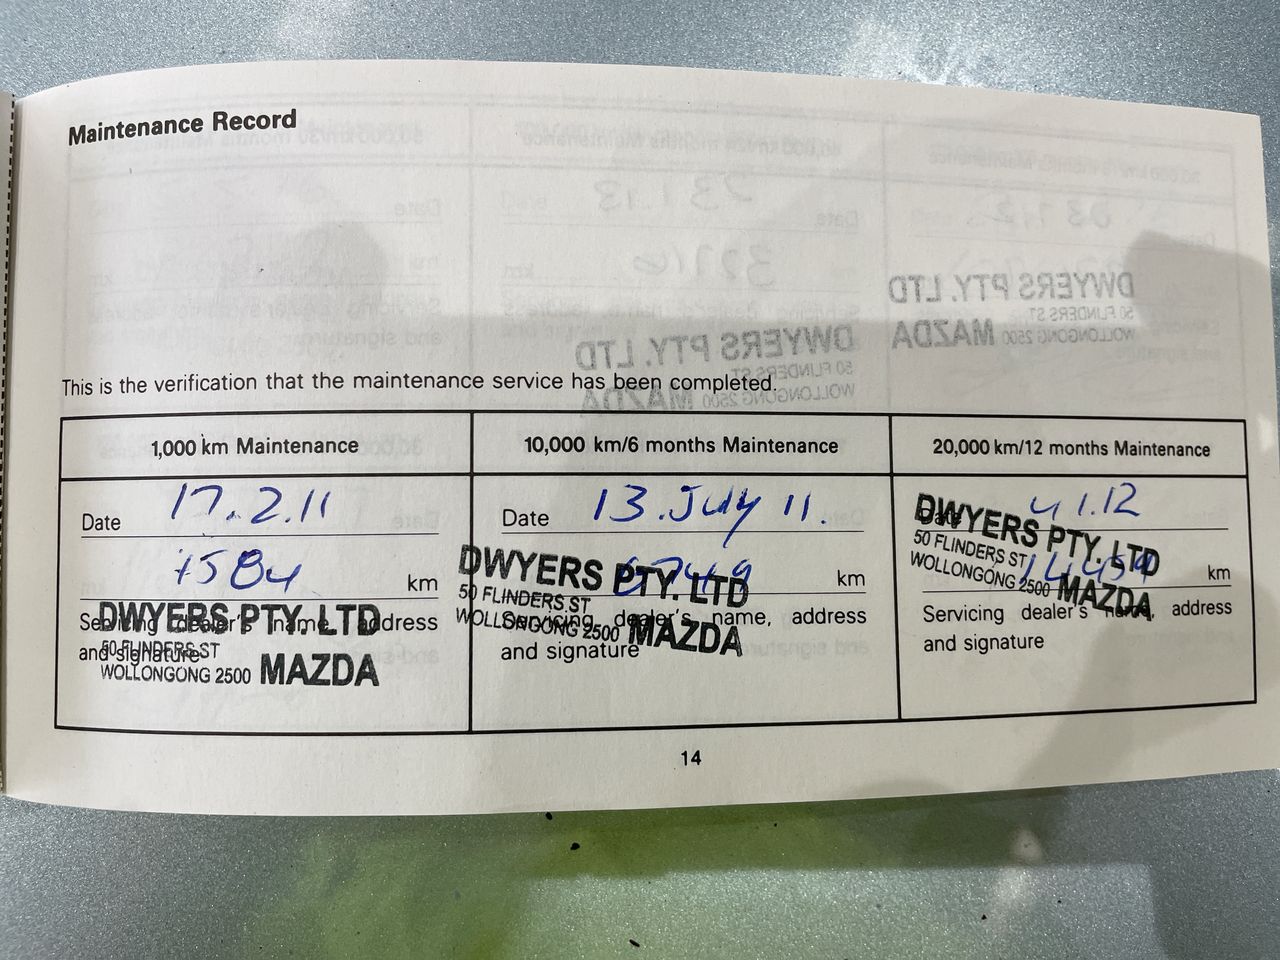 Maintenance Record
This is the verification that the maintenance service has been completed.
1,000 km Maintenance
Date 17.2.11
1584 km
Servicing dealer's name, address
and signature
DWYERS PTY. LTD
50 FLINDERS ST
WOLLONGONG 2500 MAZDA
10,000 km/6 months Maintenance
Date 13.July 11.
km
Servicing dealer's name, address
and signature
DWYERS PTY. LTD
50 FLINDERS ST
WOLLONGONG 2500 MAZDA
20,000 km/12 months Maintenance
Date 4 1.12
14459 km
Servicing dealer's name, address
and signature
DWYERS PTY. LTD
50 FLINDERS ST
WOLLONGONG 2500 MAZDA
14